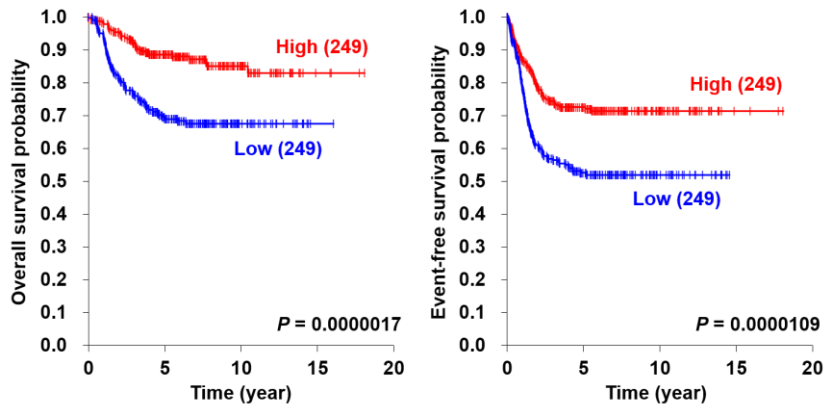 Overall survival probability
1.0
0.9
0.8
0.7
0.6
0.5
0.4
0.3
0.2
0.1
0.0
High (249)
Low (249)
P = 0.0000017
0 5 10 15 20
Time (year)
Event-free survival probability
1.0
0.9
0.8
0.7
0.6
0.5
0.4
0.3
0.2
0.1
0.0
High (249)
Low (249)
P = 0.0000109
0 5 10 15 20
Time (year)